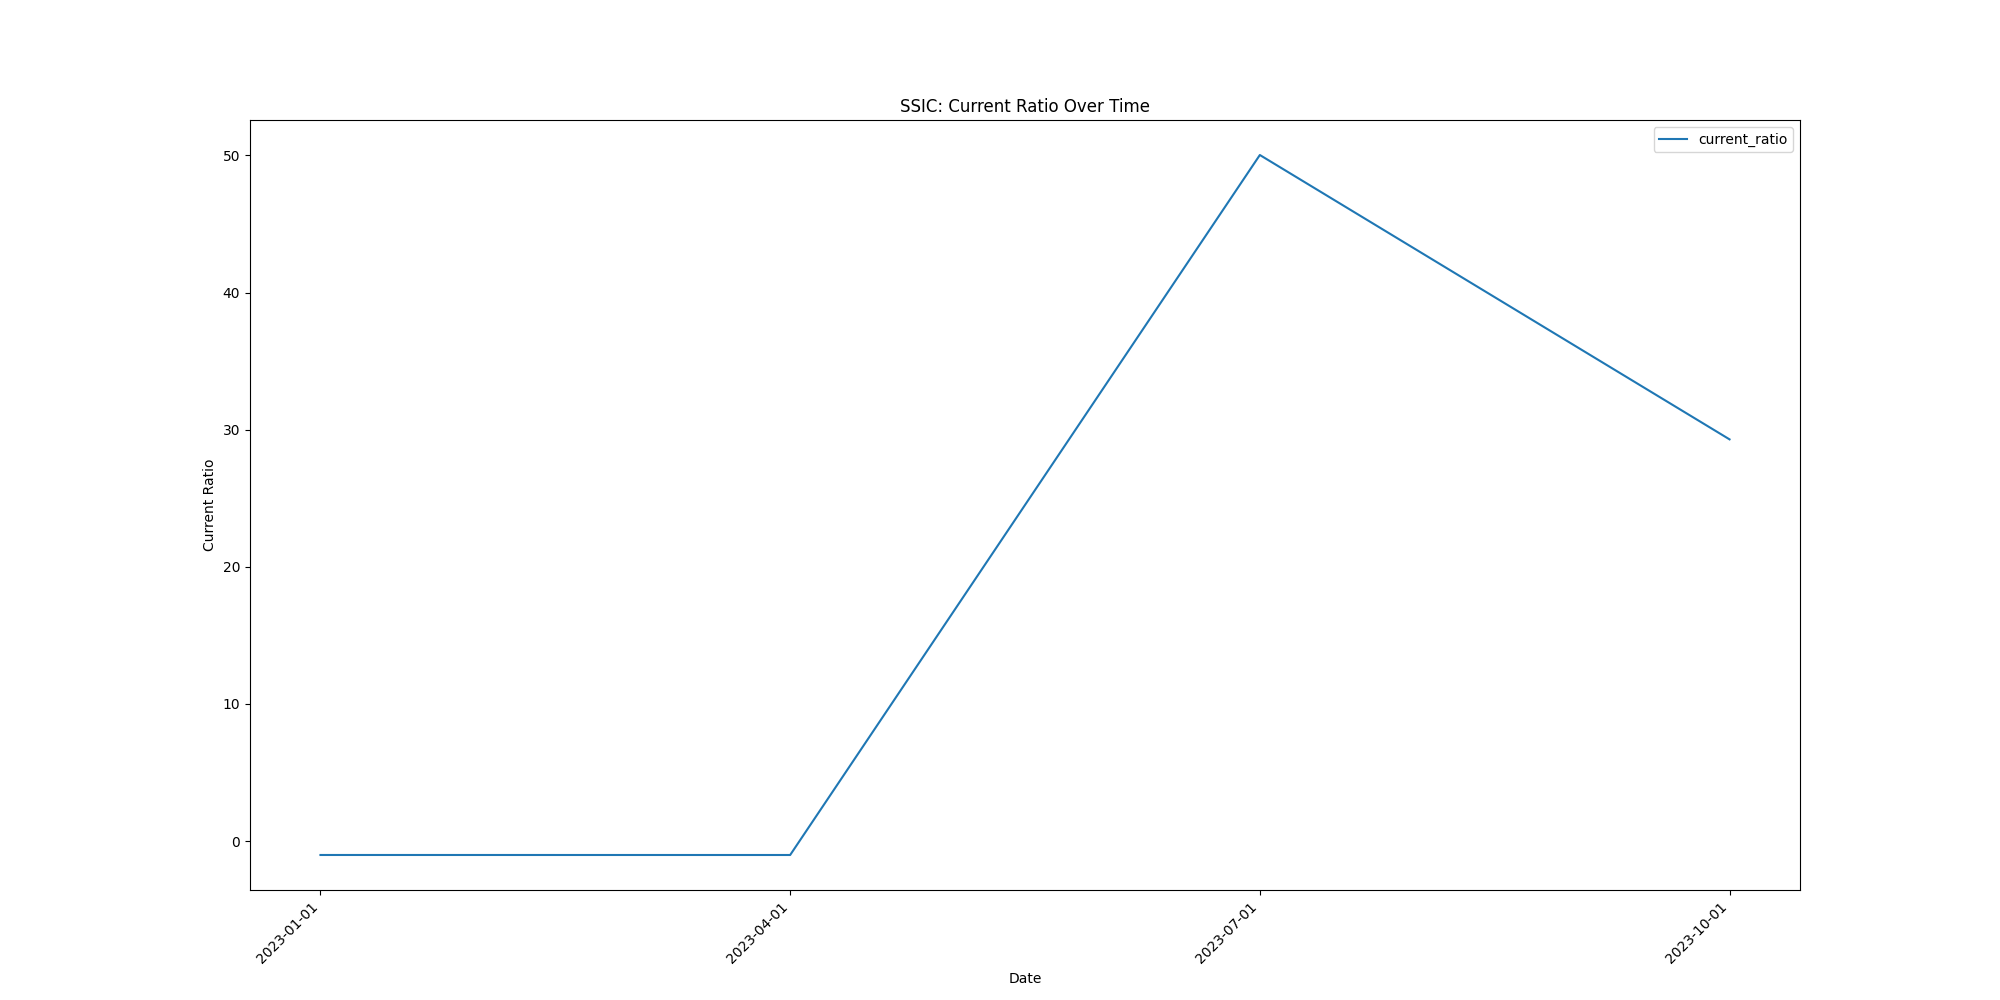 SSIC: Current Ratio Over Time
current_ratio
50
40
30
20
10
0
Current Ratio
2023-01-01
2023-04-01
2023-07-01
2023-10-01
Date